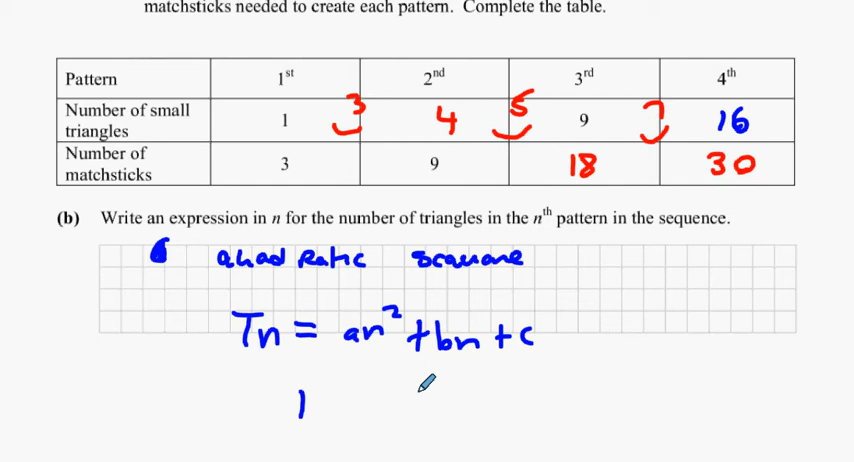 matchsticks needed to create each pattern. Complete the table.
Pattern 1st 2nd 3rd 4th
3 5 7
Number of small triangles 1 4 9 16
Number of matchsticks 3 9 18 30
(b) Write an expression in n for the number of triangles in the nth pattern in the sequence.
quadratic square
Tn = an² + bn + c
1